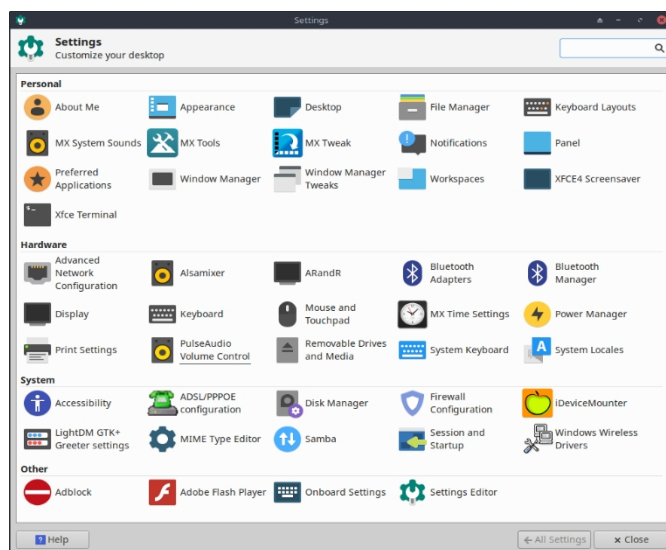 Settings
Settings
Customize your desktop
Personal
About Me
Appearance
Desktop
File Manager
Keyboard Layouts
MX System Sounds
MX Tools
MX Tweak
Notifications
Panel
Preferred
Applications
Window Manager
Window Manager
Tweaks
Workspaces
XFCE4 Screensaver
Xfce Terminal
Hardware
Advanced
Network
Configuration
Alsamixer
ARandR
Bluetooth
Adapters
Bluetooth
Manager
Display
Keyboard
Mouse and
Touchpad
MX Time Settings
Power Manager
Print Settings
PulseAudio
Volume Control
Removable Drives
and Media
System Keyboard
System Locales
System
Accessibility
ADSL/PPPOE
configuration
Disk Manager
Firewall
Configuration
iDeviceMounter
LightDM GTK+
Greeter settings
MIME Type Editor
Samba
Session and
Startup
Windows Wireless
Drivers
Other
Adblock
Adobe Flash Player
Onboard Settings
Settings Editor
Help
All Settings
Close